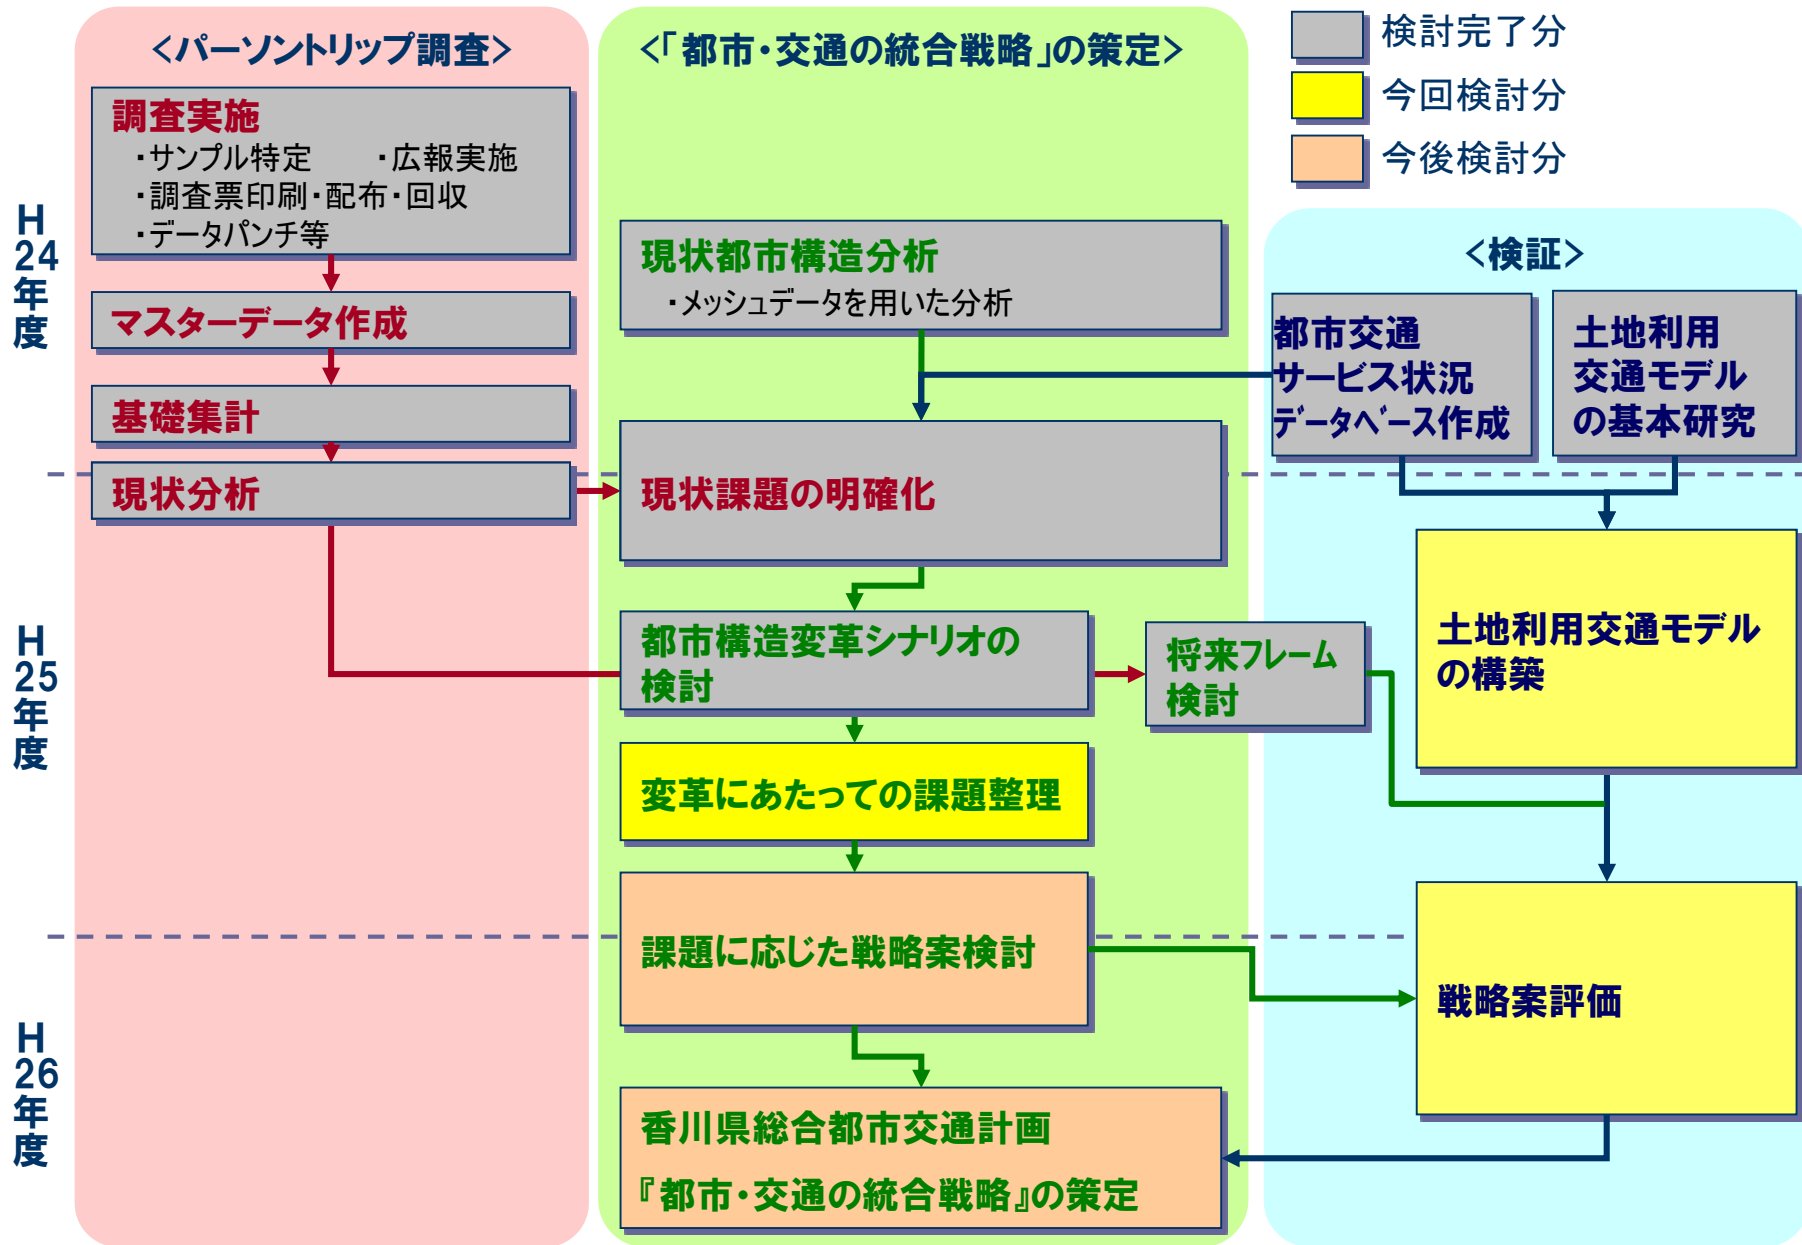 <パーソントリップ調査>
調査実施
・サンプル特定　　・広報実施
・調査票印刷・配布・回収
・データパンチ等
マスターデータ作成
基礎集計
現状分析
<「都市・交通の統合戦略」の策定>
現状都市構造分析
・メッシュデータを用いた分析
現状課題の明確化
都市構造変革シナリオの
検討
将来フレーム
検討
変革にあたっての課題整理
課題に応じた戦略案検討
香川県総合都市交通計画
『都市・交通の統合戦略』の策定
検討完了分
今回検討分
今後検討分
<検証>
都市交通
サービス状況
データベース作成
土地利用
交通モデル
の基本研究
土地利用交通モデル
の構築
戦略案評価
H24年度
H25年度
H26年度